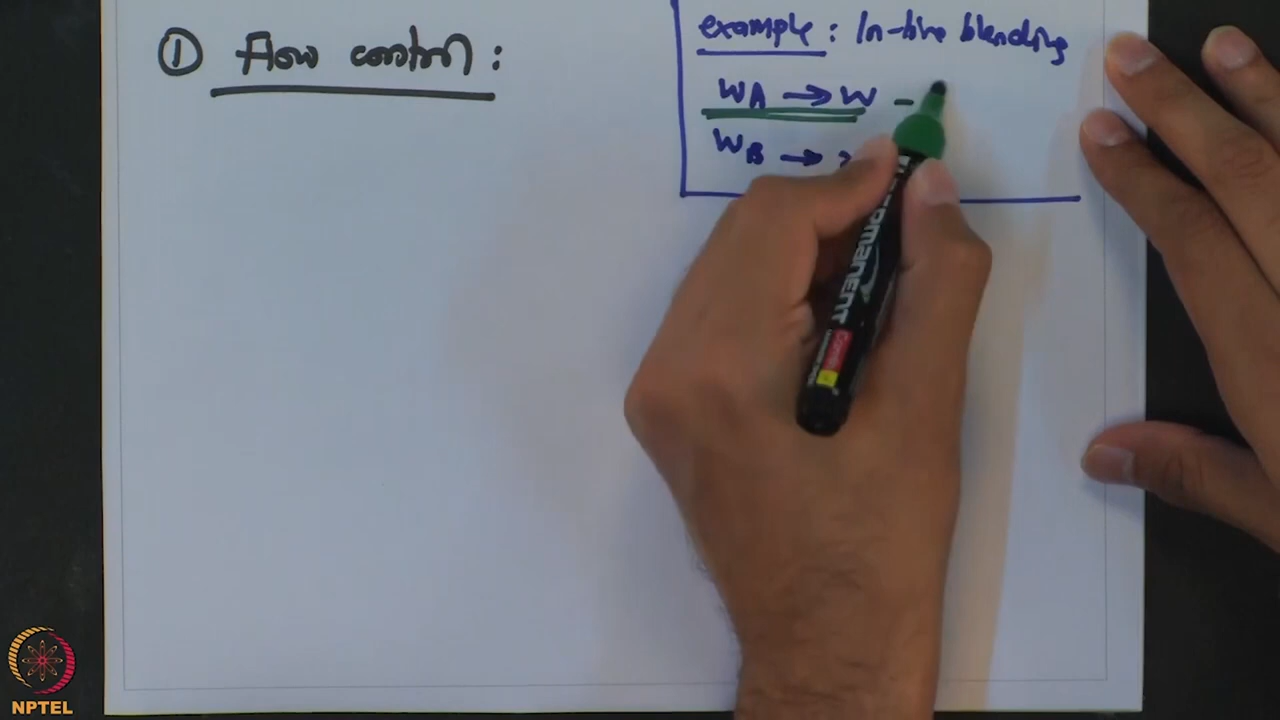 ① Flow control:
example: In-line blending
WA → W -
WB →
PERMANENT
NPTEL